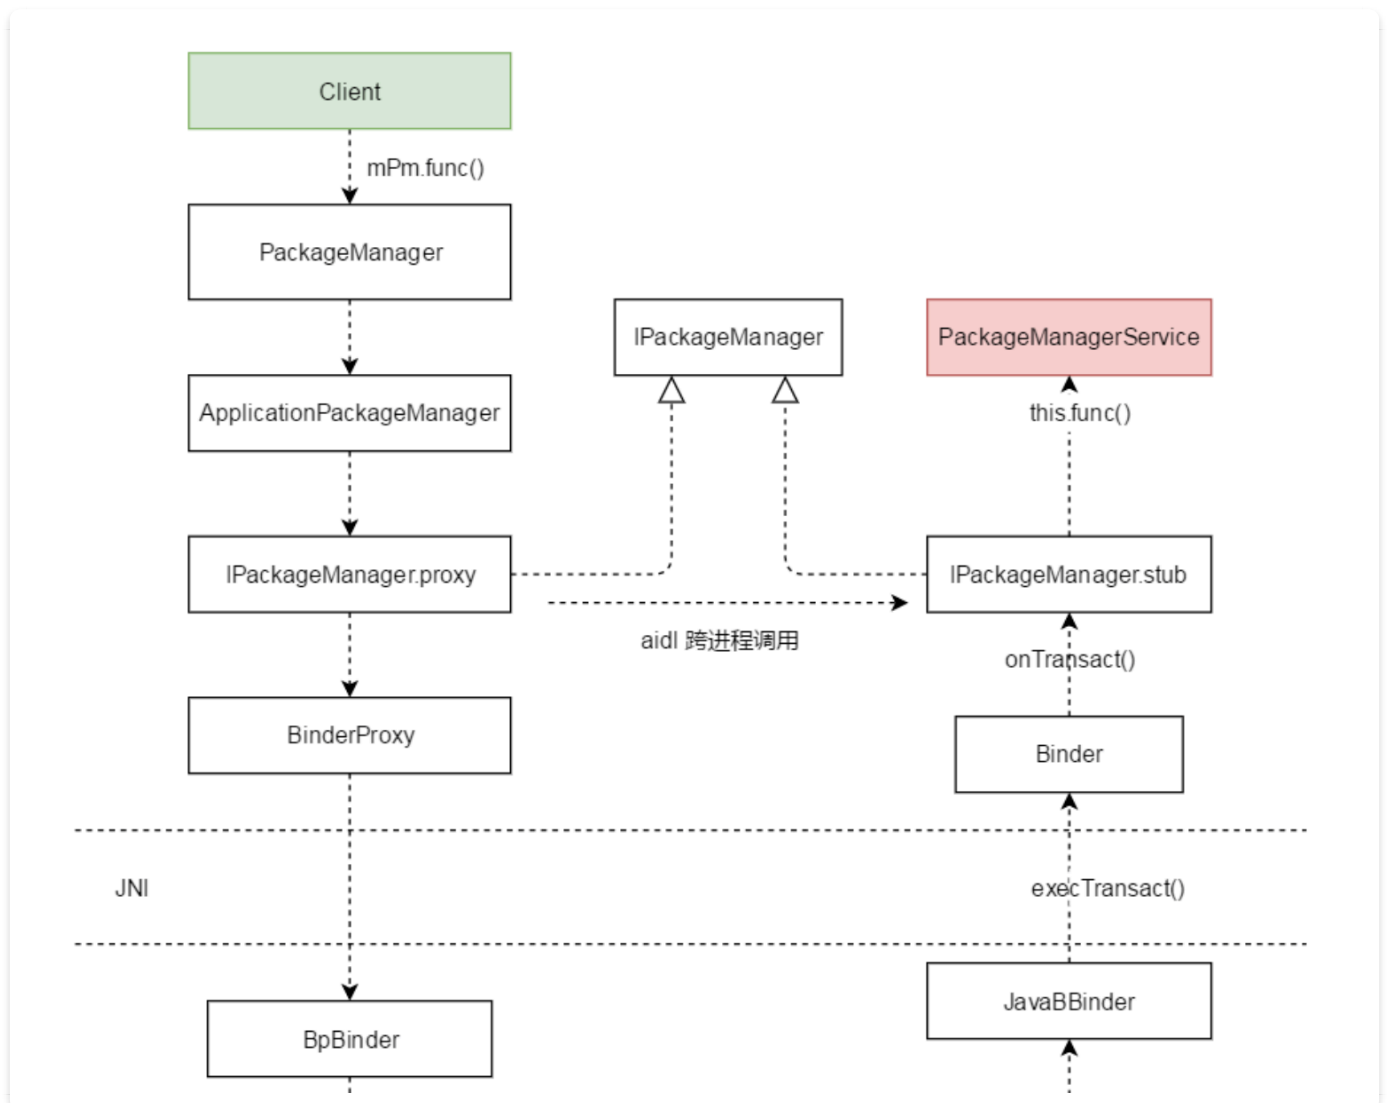 Client
mPm.func()
PackageManager
IPackageManager
PackageManagerService
ApplicationPackageManager
this.func()
IPackageManager.proxy
IPackageManager.stub
aidl 跨进程调用
onTransact()
BinderProxy
Binder
JNI
execTransact()
JavaBBinder
BpBinder